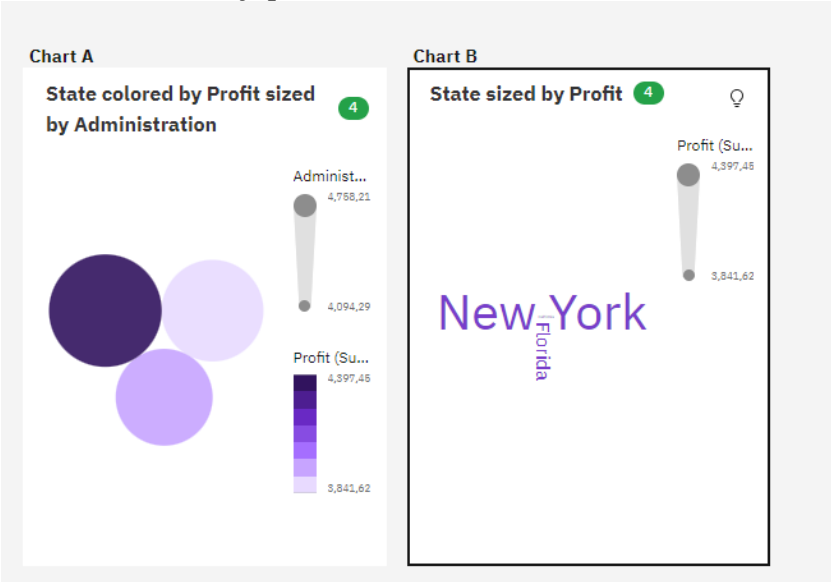 Chart A
State colored by Profit sized
by Administration
4
Administ...
4,758,21
4,094,29
Profit (Su...
4,397,45
3,841,62
Chart B
State sized by Profit 4
Profit (Su...
4,397,45
3,841,62
New York
Florida